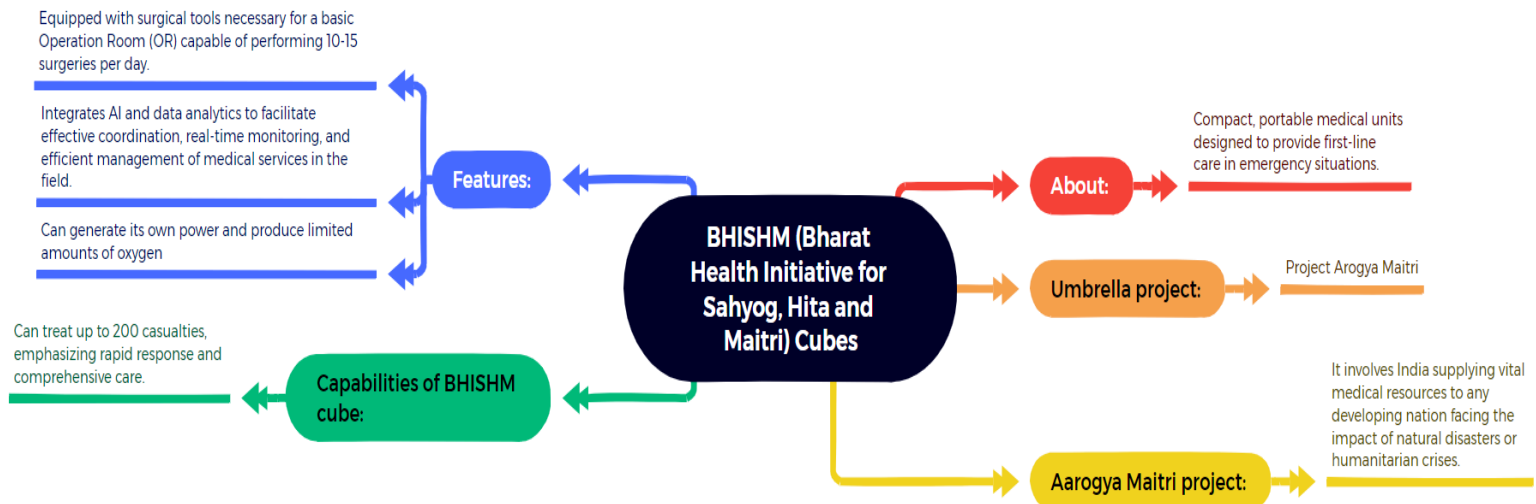 Equipped with surgical tools necessary for a basic
Operation Room (OR) capable of performing 10-15
surgeries per day.
Integrates AI and data analytics to facilitate
effective coordination, real-time monitoring, and
efficient management of medical services in the
field.
Can generate its own power and produce limited
amounts of oxygen
Features:
Can treat up to 200 casualties,
emphasizing rapid response and
comprehensive care.
Capabilities of BHISHM
cube:
BHISHM (Bharat
Health Initiative for
Sahyog, Hita and
Maitri) Cubes
About:
Compact, portable medical units
designed to provide first-line
care in emergency situations.
Umbrella project:
Project Arogya Maitri
Aarogya Maitri project:
It involves India supplying vital
medical resources to any
developing nation facing the
impact of natural disasters or
humanitarian crises.